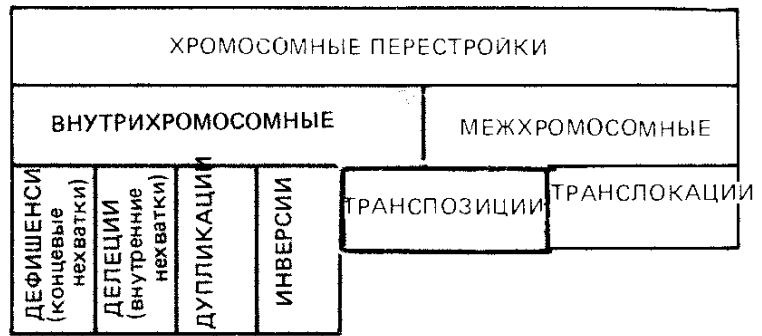 ХРОМОСОМНЫЕ ПЕРЕСТРОЙКИ
ВНУТРИХРОМОСОМНЫЕ
МЕЖХРОМОСОМНЫЕ
ДЕФИШЕНСИ
(концевые
нехватки)
ДЕЛЕЦИИ
(внутренние
нехватки)
ДУПЛИКАЦИИ
ИНВЕРСИИ
ТРАНСПОЗИЦИИ
ТРАНСЛОКАЦИИ